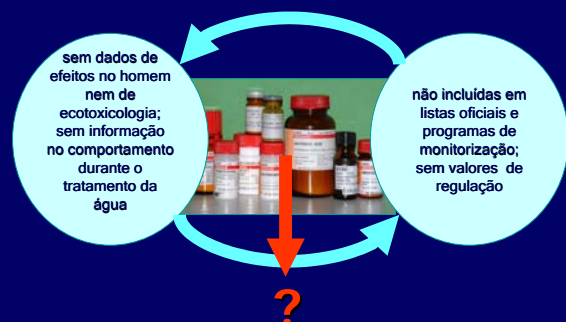 sem dados de
efeitos no homem
nem de
ecotoxicologia;
sem informação
no comportamento
durante o
tratamento da
água
não incluídas em
listas oficiais e
programas de
monitorização;
sem valores de
regulação
?